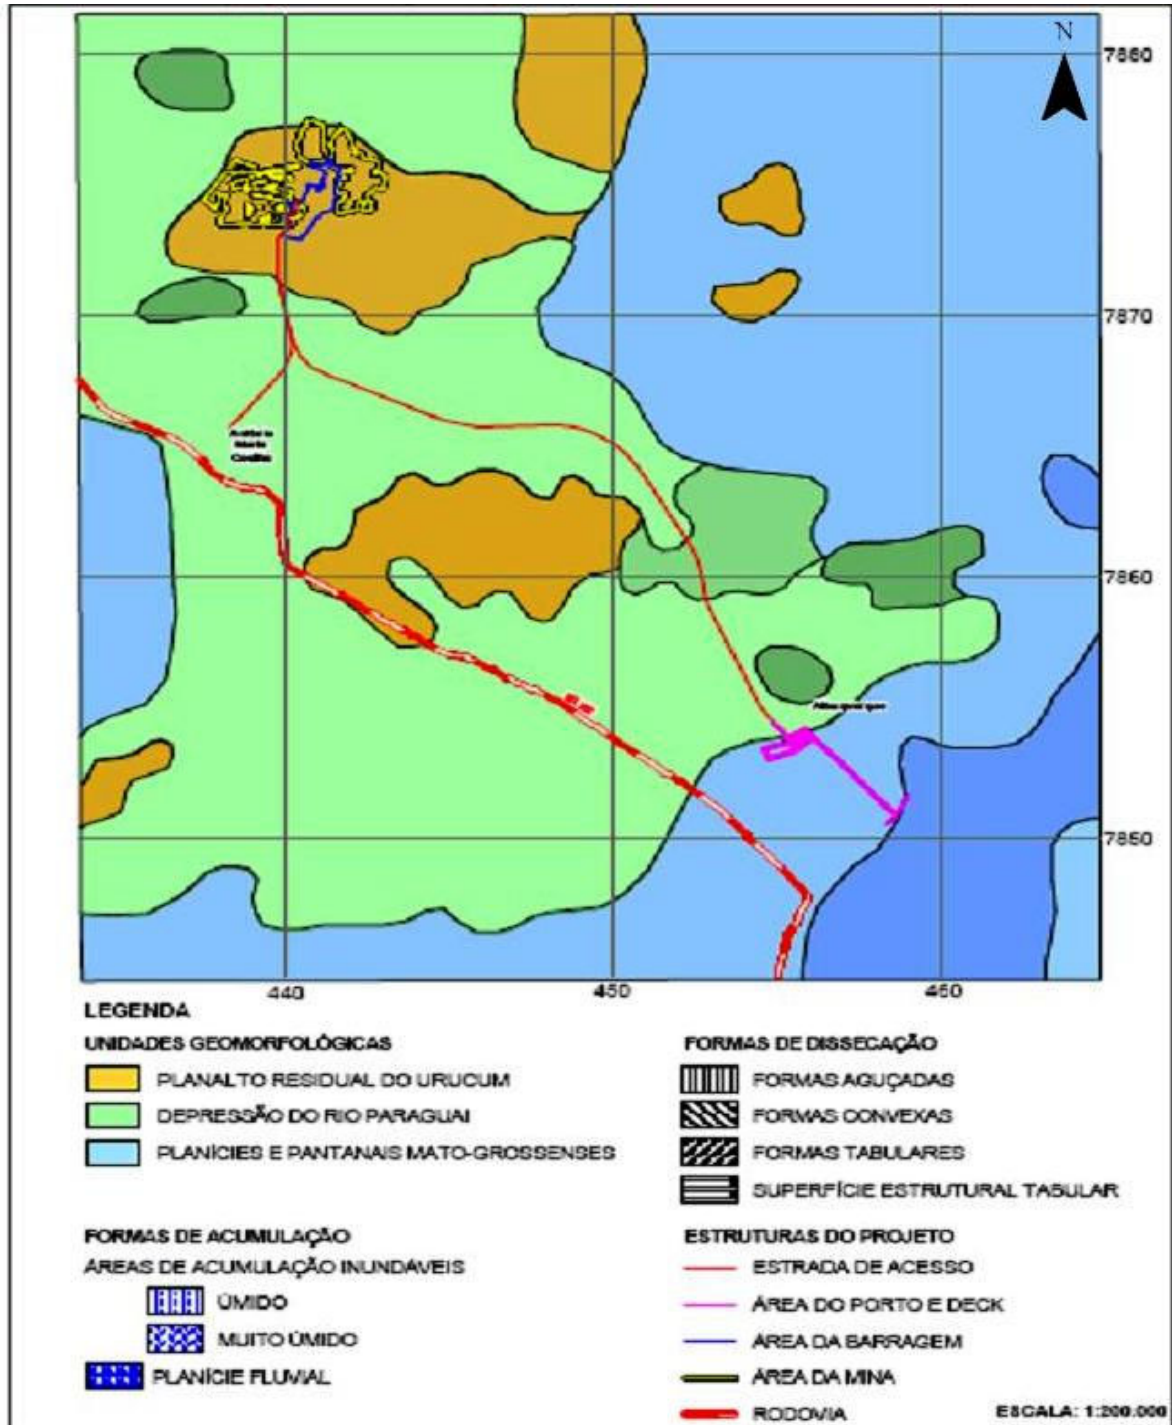 N
7880
7870
7860
7850
440
450
460
Albuquerque
LEGENDA
UNIDADES GEOMORFOLÓGICAS
PLANALTO RESIDUAL DO URUCUM
DEPRESSÃO DO RIO PARAGUAI
PLANÍCIES E PANTANAIS MATO-GROSSENSES
FORMAS DE ACUMULAÇÃO
ÁREAS DE ACUMULAÇÃO INUNDÁVEIS
ÚMIDO
MUITO ÚMIDO
PLANÍCIE FLUVIAL
FORMAS DE DISSECAÇÃO
FORMAS AGUÇADAS
FORMAS CONVEXAS
FORMAS TABULARES
SUPERFÍCIE ESTRUTURAL TABULAR
ESTRUTURAS DO PROJETO
ESTRADA DE ACESSO
ÁREA DO PORTO E DECK
ÁREA DA BARRAGEM
ÁREA DA MINA
RODOVIA
ESCALA: 1:200.000